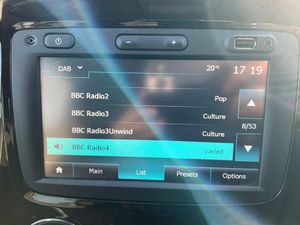 DAB 20°C 17 19
BBC Radio2 Pop
BBC Radio3 Culture
BBC Radio3Unwind Culture
8/53
BBC Radio4 Varied
Main List Presets Options